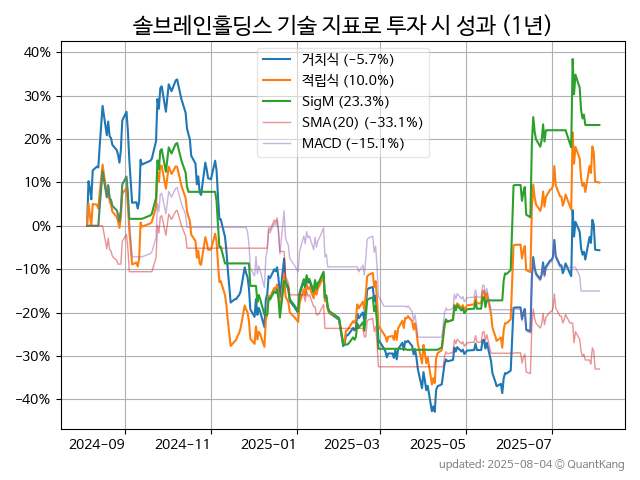 솔브레인홀딩스 기술 지표로 투자 시 성과 (1년)
거치식 (−5.7%)
적립식 (10.0%)
SigM (23.3%)
SMA(20) (−33.1%)
MACD (−15.1%)
40%
30%
20%
10%
0%
−10%
−20%
−30%
−40%
2024−09 2024−11 2025−01 2025−03 2025−05 2025−07
updated: 2025-08-04 ⓒ QuantKang